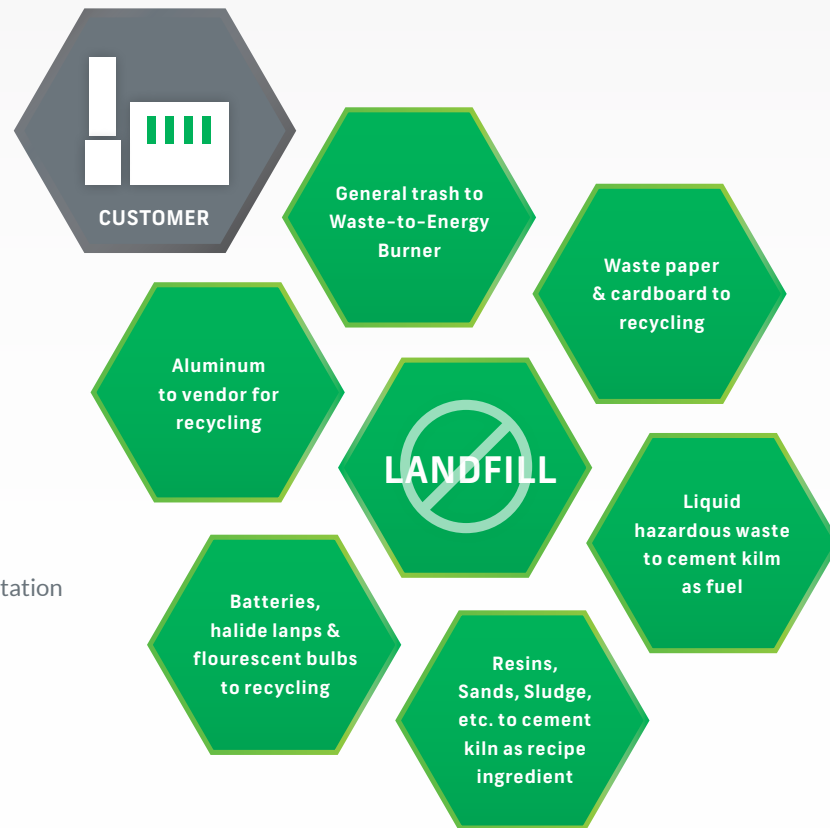 CUSTOMER
General trash to
Waste-to-Energy
Burner
Waste paper
& cardboard to
recycling
Aluminum
to vendor for
recycling
LANDFILL
Liquid
hazardous waste
to cement kilm
as fuel
tation
Batteries,
halide lanps &
flourescent bulbs
to recycling
Resins,
Sands, Sludge,
etc. to cement
kiln as recipe
ingredient